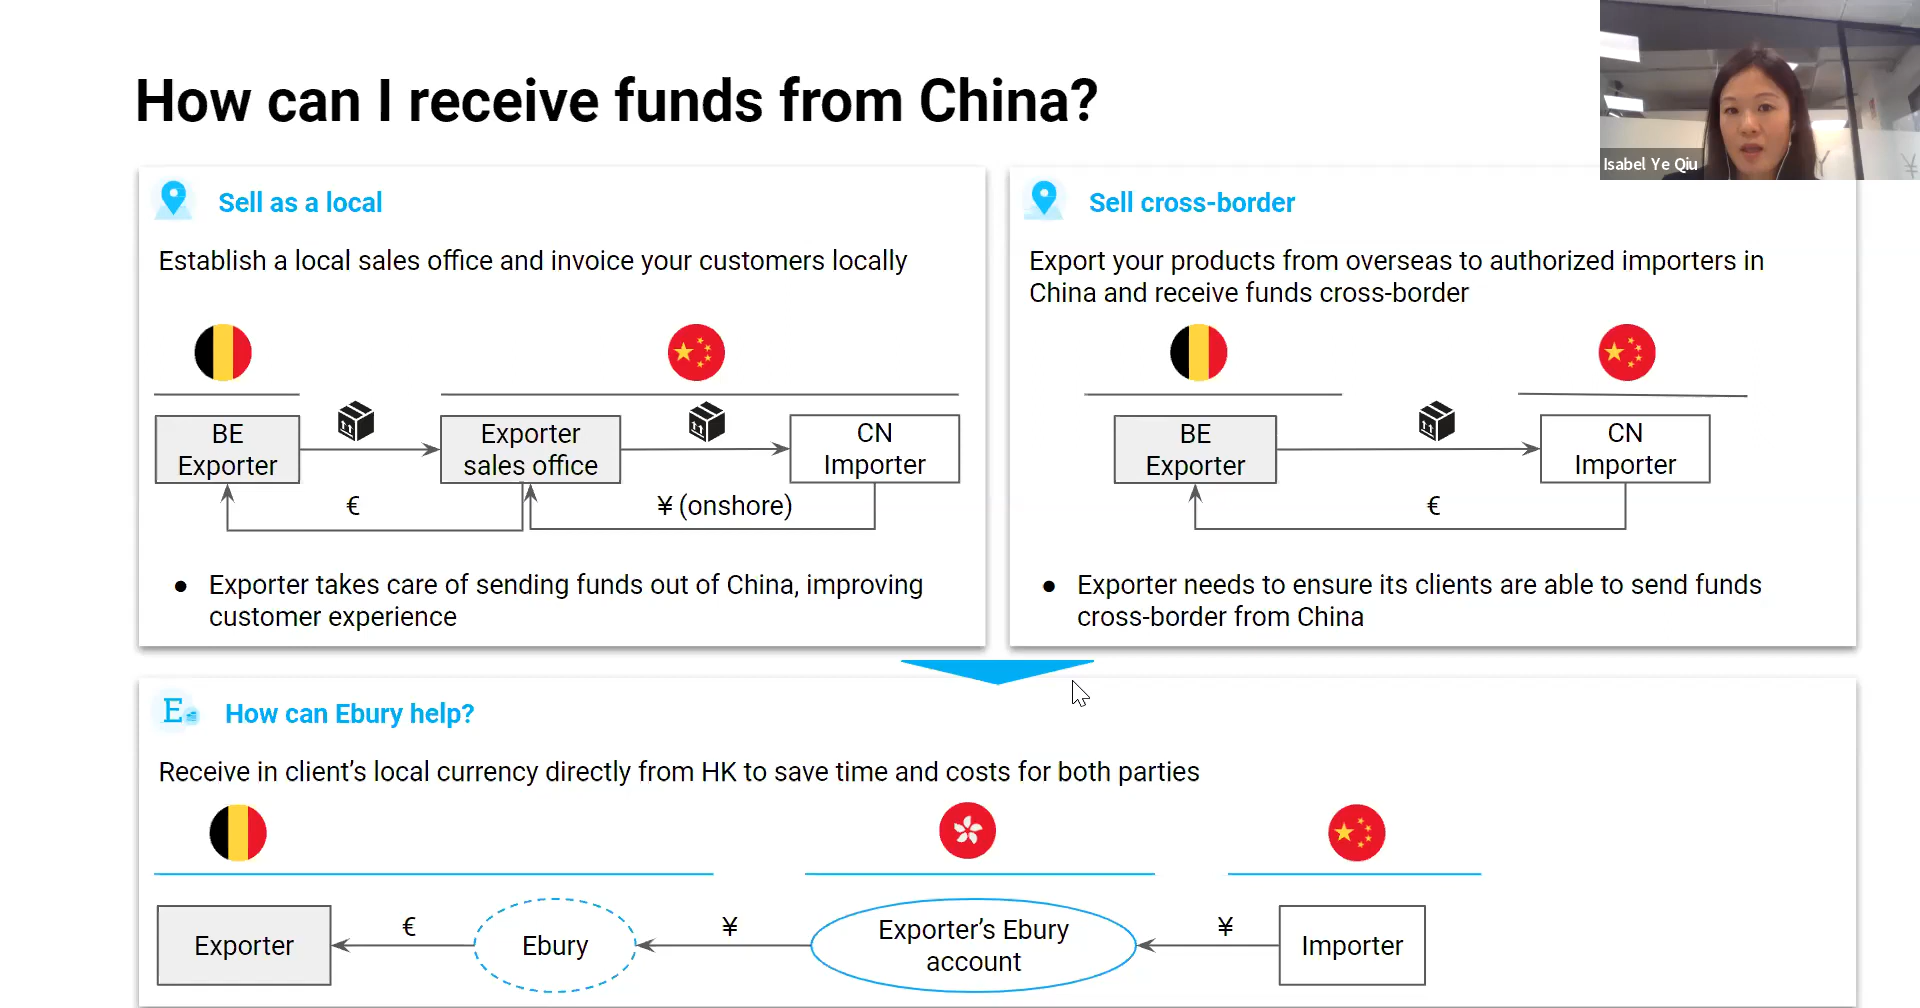 How can I receive funds from China?
Isabel Ye Qiu
Sell as a local
Establish a local sales office and invoice your customers locally
BE
Exporter
Exporter
sales office
CN
Importer
€
¥ (onshore)
● Exporter takes care of sending funds out of China, improving
customer experience
Sell cross-border
Export your products from overseas to authorized importers in
China and receive funds cross-border
BE
Exporter
CN
Importer
€
● Exporter needs to ensure its clients are able to send funds
cross-border from China
E
How can Ebury help?
Receive in client’s local currency directly from HK to save time and costs for both parties
Exporter
€
Ebury
¥
Exporter’s Ebury
account
¥
Importer